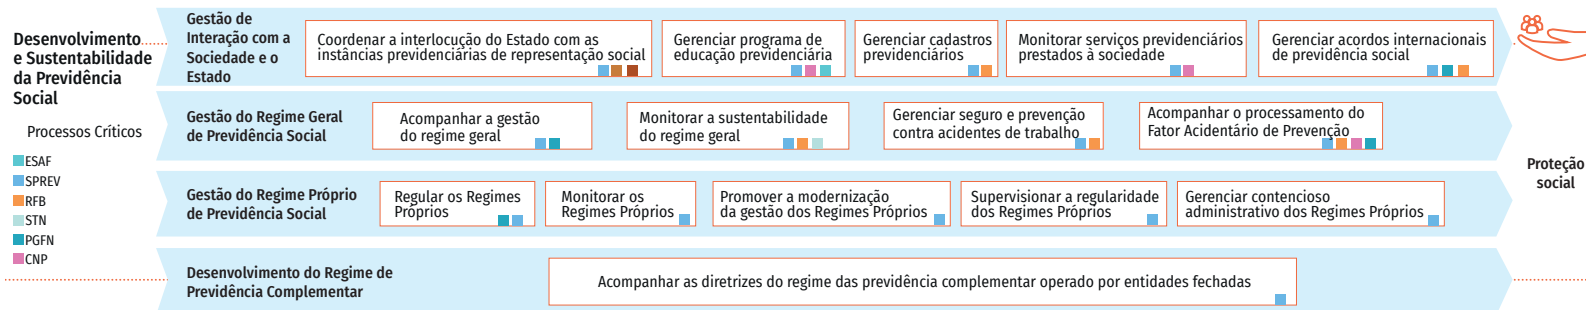 Desenvolvimento
e Sustentabilidade
da Previdência
Social
Processos Críticos
ESAF
SPREV
RFB
STN
PGFN
CNP
Gestão de
Interação com a
Sociedade e o
Estado
Coordenar a interlocução do Estado com as
instâncias previdenciárias de representação social
Gerenciar programa de
educação previdenciária
Gerenciar cadastros
previdenciários
Monitorar serviços previdenciários
prestados à sociedade
Gerenciar acordos internacionais
de previdência social
Gestão do Regime Geral
de Previdência Social
Acompanhar a gestão
do regime geral
Monitorar a sustentabilidade
do regime geral
Gerenciar seguro e prevenção
contra acidentes de trabalho
Acompanhar o processamento do
Fator Acidentário de Prevenção
Gestão do Regime Próprio
de Previdência Social
Regular os Regimes
Próprios
Monitorar os
Regimes Próprios
Promover a modernização
da gestão dos Regimes Próprios
Supervisionar a regularidade
dos Regimes Próprios
Gerenciar contencioso
administrativo dos Regimes Próprios
Desenvolvimento do Regime de
Previdência Complementar
Acompanhar as diretrizes do regime das previdência complementar operado por entidades fechadas
Proteção
social